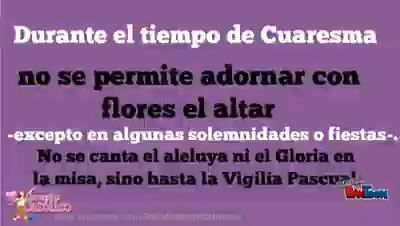 Durante el tiempo de Cuaresma
no se permite adornar con
flores el altar
-excepto en algunas solemnidades o fiestas-.
No se canta el aleluya ni el Gloria en
la misa, sino hasta la Vigilia Pascual